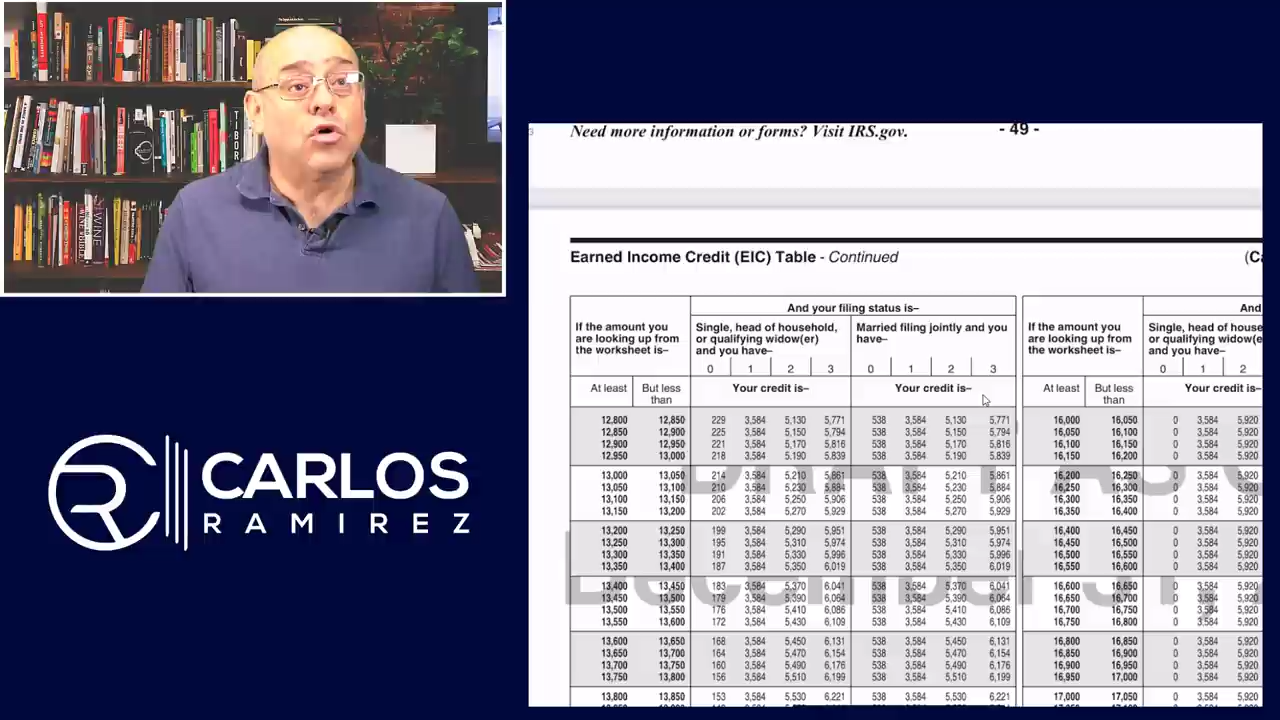 TIBOR
TWINE
CR CARLOS
RAMIREZ
3 Need more information or forms? Visit IRS.gov. - 49 -
Earned Income Credit (EIC) Table - Continued (Ca
And your filing status is– And
If the amount you are looking up from the worksheet is– Single, head of household, or qualifying widow(er) and you have– Married filing jointly and you have– If the amount you are looking up from the worksheet is– Single, head of house or qualifying widow(e and you have–
0 1 2 3 0 1 2 3 0 1 2
At least But less than Your credit is– Your credit is– At least But less than Your credit is–
12,800 12,850 229 3,584 5,130 5,771 538 3,584 5,130 5,771 16,000 16,050 0 3,584 5,920
12,850 12,900 225 3,584 5,150 5,794 538 3,584 5,150 5,794 16,050 16,100 0 3,584 5,920
12,900 12,950 221 3,584 5,170 5,816 538 3,584 5,170 5,816 16,100 16,150 0 3,584 5,920
12,950 13,000 218 3,584 5,190 5,839 538 3,584 5,190 5,839 16,150 16,200 0 3,584 5,920
13,000 13,050 214 3,584 5,210 5,861 538 3,584 5,210 5,861 16,200 16,250 0 3,584 5,920
13,050 13,100 210 3,584 5,230 5,884 538 3,584 5,230 5,884 16,250 16,300 0 3,584 5,920
13,100 13,150 206 3,584 5,250 5,906 538 3,584 5,250 5,906 16,300 16,350 0 3,584 5,920
13,150 13,200 202 3,584 5,270 5,929 538 3,584 5,270 5,929 16,350 16,400 0 3,584 5,920
13,200 13,250 199 3,584 5,290 5,951 538 3,584 5,290 5,951 16,400 16,450 0 3,584 5,920
13,250 13,300 195 3,584 5,310 5,974 538 3,584 5,310 5,974 16,450 16,500 0 3,584 5,920
13,300 13,350 191 3,584 5,330 5,996 538 3,584 5,330 5,996 16,500 16,550 0 3,584 5,920
13,350 13,400 187 3,584 5,350 6,019 538 3,584 5,350 6,019 16,550 16,600 0 3,584 5,920
13,400 13,450 183 3,584 5,370 6,041 538 3,584 5,370 6,041 16,600 16,650 0 3,584 5,920
13,450 13,500 179 3,584 5,390 6,064 538 3,584 5,390 6,064 16,650 16,700 0 3,584 5,920
13,500 13,550 176 3,584 5,410 6,086 538 3,584 5,410 6,086 16,700 16,750 0 3,584 5,920
13,550 13,600 172 3,584 5,430 6,109 538 3,584 5,430 6,109 16,750 16,800 0 3,584 5,920
13,600 13,650 168 3,584 5,450 6,131 538 3,584 5,450 6,131 16,800 16,850 0 3,584 5,920
13,650 13,700 164 3,584 5,470 6,154 538 3,584 5,470 6,154 16,850 16,900 0 3,584 5,920
13,700 13,750 160 3,584 5,490 6,176 538 3,584 5,490 6,176 16,900 16,950 0 3,584 5,920
13,750 13,800 156 3,584 5,510 6,199 538 3,584 5,510 6,199 16,950 17,000 0 3,584 5,920
13,800 13,850 153 3,584 5,530 6,221 538 3,584 5,530 6,221 17,000 17,050 0 3,584 5,920
DRAFT AS O
December 31,